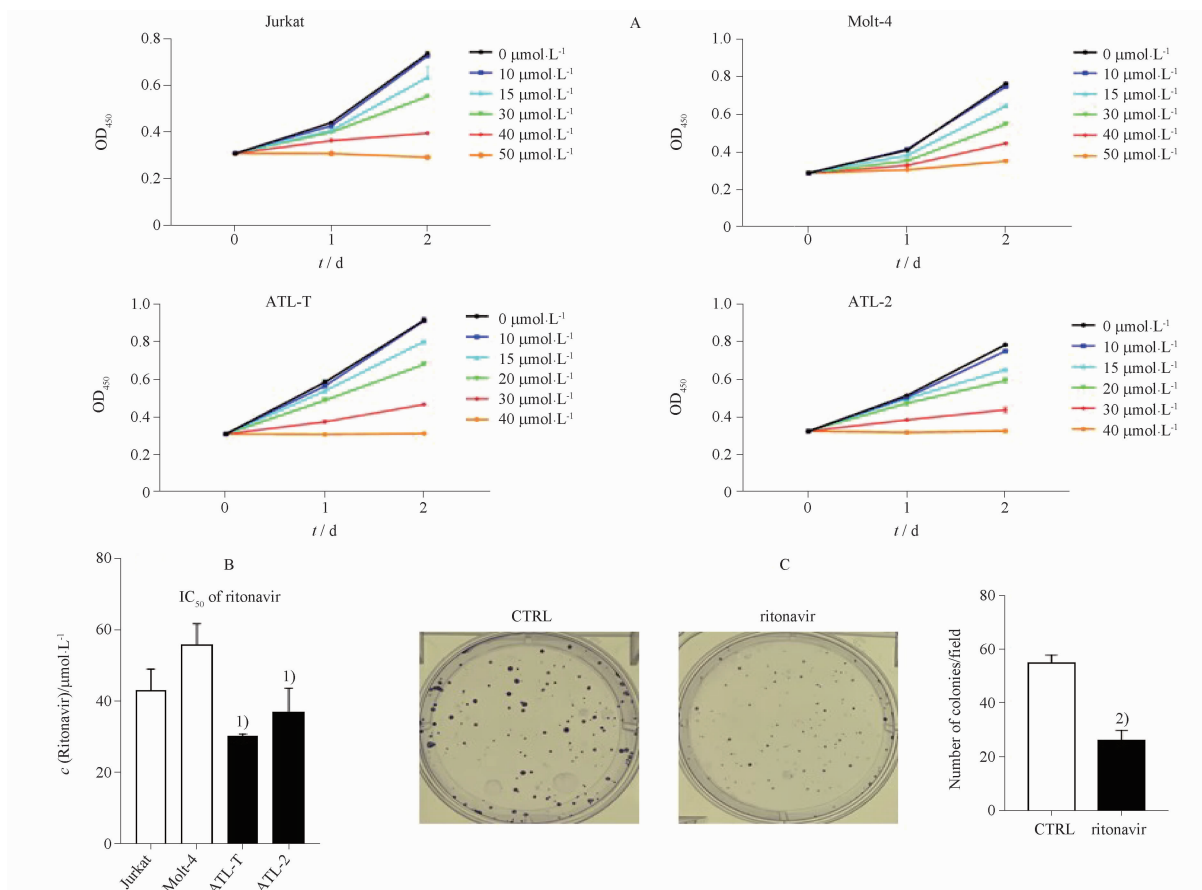 A
Jurkat
OD₄₅₀
0.8
0.6
0.4
0.2
0
0 1 2
t / d
0 μmol·L⁻¹
10 μmol·L⁻¹
15 μmol·L⁻¹
30 μmol·L⁻¹
40 μmol·L⁻¹
50 μmol·L⁻¹
Molt-4
OD₄₅₀
1.0
0.8
0.6
0.4
0.2
0
0 1 2
t / d
0 μmol·L⁻¹
10 μmol·L⁻¹
15 μmol·L⁻¹
30 μmol·L⁻¹
40 μmol·L⁻¹
50 μmol·L⁻¹
ATL-T
OD₄₅₀
1.0
0.8
0.6
0.4
0.2
0
0 1 2
t / d
0 μmol·L⁻¹
10 μmol·L⁻¹
15 μmol·L⁻¹
20 μmol·L⁻¹
30 μmol·L⁻¹
40 μmol·L⁻¹
ATL-2
OD₄₅₀
1.0
0.8
0.6
0.4
0.2
0
0 1 2
t / d
0 μmol·L⁻¹
10 μmol·L⁻¹
15 μmol·L⁻¹
20 μmol·L⁻¹
30 μmol·L⁻¹
40 μmol·L⁻¹
B
IC₅₀ of ritonavir
c (Ritonavir)/μmol·L⁻¹
80
60
40
20
0
1)
1)
Jurkat Molt-4 ATL-T ATL-2
C
CTRL
ritonavir
Number of colonies/field
80
60
40
20
0
2)
CTRL ritonavir